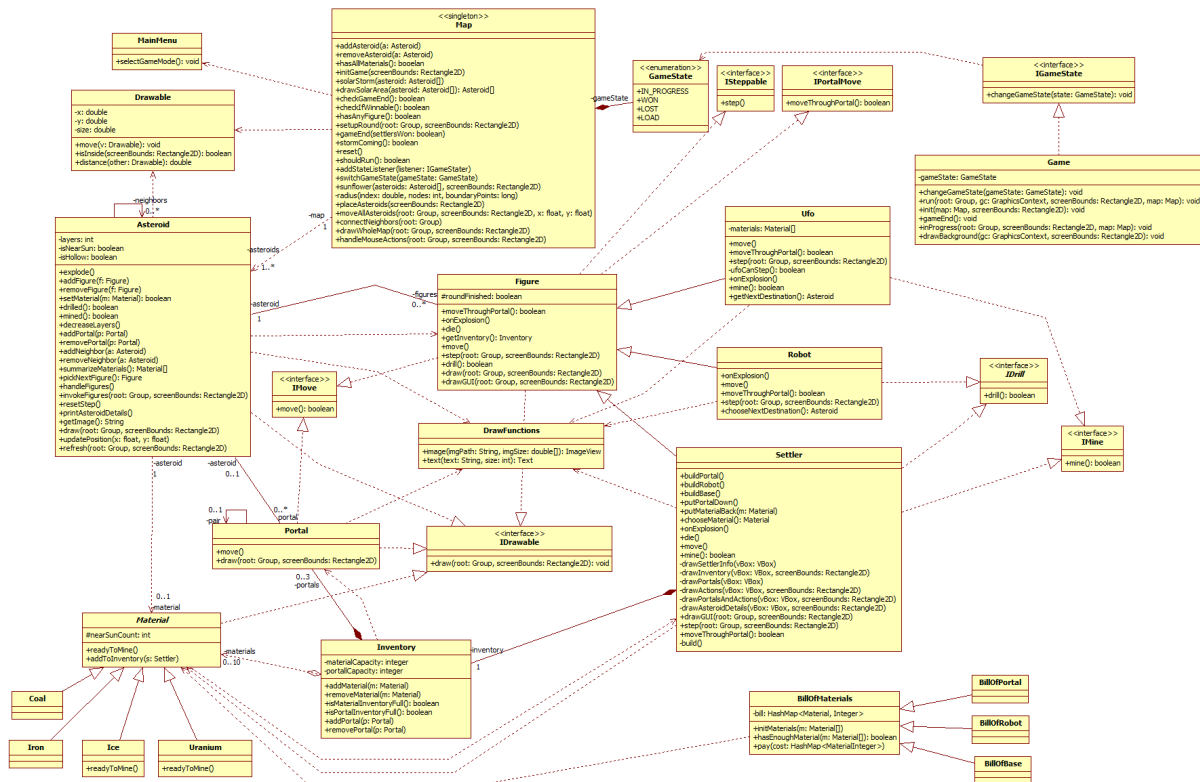 <<singleton>>
Map
+addAsteroid(a: Asteroid)
+removeAsteroid(a: Asteroid)
+hasAllMaterials(): boolean
+initGame(screenBounds: Rectangle2D)
+solarStorm(asteroid: Asteroid[])
+drawSolarArea(asteroid: Asteroid[]): Asteroid[]
+checkGameEnd(): boolean
+checkIfWinnable(): boolean
+hasAnyFigure(): boolean
+setupRound(root: Group, screenBounds: Rectangle2D)
+gameEnd(settlersWon: boolean)
+stormComing(): boolean
+reset()
+shouldRun(): boolean
+addStateListener(listener: IGameStater)
+switchGameState(gameState: GameState)
+sunflower(asteroids: Asteroid[], screenBounds: Rectangle2D)
-radius(index: double, nodes: int, boundaryPoints: long)
+placeAsteroids(screenBounds: Rectangle2D)
+moveAllAsteroids(root: Group, screenBounds: Rectangle2D, x: float, y: float)
+connectNeighbors(root: Group)
+drawWholeMap(root: Group, screenBounds: Rectangle2D)
+handleMouseActions(root: Group, screenBounds: Rectangle2D)
MainMenu
+selectGameMode(): void
Drawable
-x: double
-y: double
-size: double
+move(v: Drawable): void
+isInside(screenBounds: Rectangle2D): boolean
+distance(other: Drawable): double
-gameState
<<enumeration>>
GameState
+IN_PROGRESS
+WON
+LOST
+LOAD
<<interface>>
ISteppable
+step()
<<interface>>
IPortalMove
+moveThroughPortal(): boolean
<<interface>>
IGameState
+changeGameState(state: GameState): void
Game
-gameState: GameState
+changeGameState(gameState: GameState): void
+run(root: Group, gc: GraphicsContext, screenBounds: Rectangle2D, map: Map): void
+init(map: Map, screenBounds: Rectangle2D): void
+gameEnd(): void
+inProgress(root: Group, screenBounds: Rectangle2D, map: Map): void
+drawBackground(gc: GraphicsContext, screenBounds: Rectangle2D): void
-neighbors
0..*
-map
1
-asteroids
1..*
Asteroid
-layers: int
-isNearSun: boolean
-isHollow: boolean
+explode()
+addFigure(f: Figure)
+removeFigure(f: Figure)
+setMaterial(m: Material): boolean
+drilled(): boolean
+mined(): boolean
+decreaseLayers()
+addPortal(p: Portal)
+removePortal(p: Portal)
+addNeighbor(a: Asteroid)
+removeNeighbor(a: Asteroid)
+summarizeMaterials(): Material[]
+pickNextFigure(): Figure
+handleFigures()
+invokeFigures(root: Group, screenBounds: Rectangle2D)
+resetStep()
+printAsteroidDetails()
+getImage(): String
+draw(root: Group, screenBounds: Rectangle2D)
+updatePosition(x: float, y: float)
+refresh(root: Group, screenBounds: Rectangle2D)
-asteroid
1
-figures
0..*
Figure
#roundFinished: boolean
+moveThroughPortal(): boolean
+onExplosion()
+die()
+getInventory(): Inventory
+move()
+step(root: Group, screenBounds: Rectangle2D)
+drill(): boolean
+draw(root: Group, screenBounds: Rectangle2D)
+drawGUI(root: Group, screenBounds: Rectangle2D)
Ufo
-materials: Material[]
+move()
+moveThroughPortal(): boolean
+step(root: Group, screenBounds: Rectangle2D)
-ufoCanStep(): boolean
+onExplosion()
+mine(): boolean
+getNextDestination(): Asteroid
Robot
+onExplosion()
+move()
+moveThroughPortal(): boolean
+step(root: Group, screenBounds: Rectangle2D)
+chooseNextDestination(): Asteroid
<<interface>>
IDrill
+drill(): boolean
<<interface>>
IMine
+mine(): boolean
<<interface>>
IMove
+move(): boolean
DrawFunctions
+image(imgPath: String, imgSize: double[]): ImageView
+text(text: String, size: int): Text
Settler
+buildPortal()
+buildRobot()
+buildBase()
+putPortalDown()
+putMaterialBack(m: Material)
+chooseMaterial(): Material
+onExplosion()
+die()
+move()
+mine(): boolean
-drawSettlerInfo(vBox: VBox)
-drawInventory(vBox: VBox, screenBounds: Rectangle2D)
-drawPortals(vBox: VBox)
-drawActions(vBox: VBox, screenBounds: Rectangle2D)
-drawPortalsAndActions(vBox: VBox, screenBounds: Rectangle2D)
-drawAsteroidDetails(vBox: VBox, screenBounds: Rectangle2D)
+drawGUI(root: Group, screenBounds: Rectangle2D)
+step(root: Group, screenBounds: Rectangle2D)
+moveThroughPortal(): boolean
-build()
-asteroid
1
-asteroid
0..1
0..1
-pair
0..*
-portal
Portal
+move()
+draw(root: Group, screenBounds: Rectangle2D)
<<interface>>
IDrawable
+draw(root: Group, screenBounds: Rectangle2D): void
0..3
-portals
0..1
-material
Material
#nearSunCount: int
+readyToMine()
+addToInventory(s: Settler)
-materials
0..10
Inventory
-materialCapacity: integer
-portallCapacity: integer
+addMaterial(m: Material)
+removeMaterial(m: Material)
+isMaterialInventoryFull(): boolean
+isPortalInventoryFull(): boolean
+addPortal(p: Portal)
+removePortal(p: Portal)
-inventory
1
Coal
Iron
Ice
+readyToMine()
Uranium
+readyToMine()
BillOfMaterials
-bill: HashMap<Material, Integer>
+initMaterials(m: Material[])
+hasEnoughMaterial(m: Material[]): boolean
+pay(cost: HashMap<MaterialInteger>)
BillOfPortal
BillOfRobot
BillOfBase